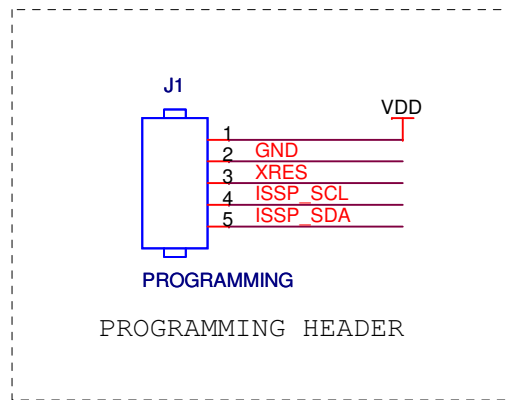 J1
VDD
1
2 GND
3 XRES
4 ISSP_SCL
5 ISSP_SDA
PROGRAMMING
PROGRAMMING HEADER